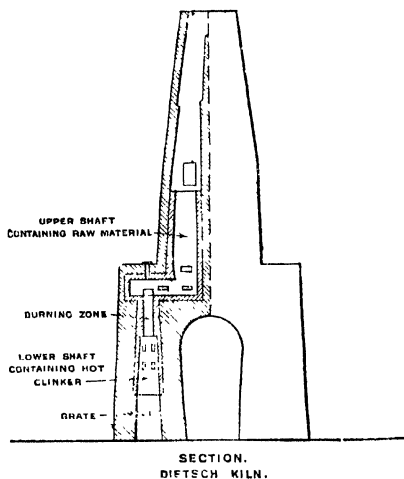 UPPER SHAFT
CONTAINING RAW MATERIAL
BURNING ZONE
LOWER SHAFT
CONTAINING HOT
CLINKER
GRATE
SECTION.
DIETSCH KILN.